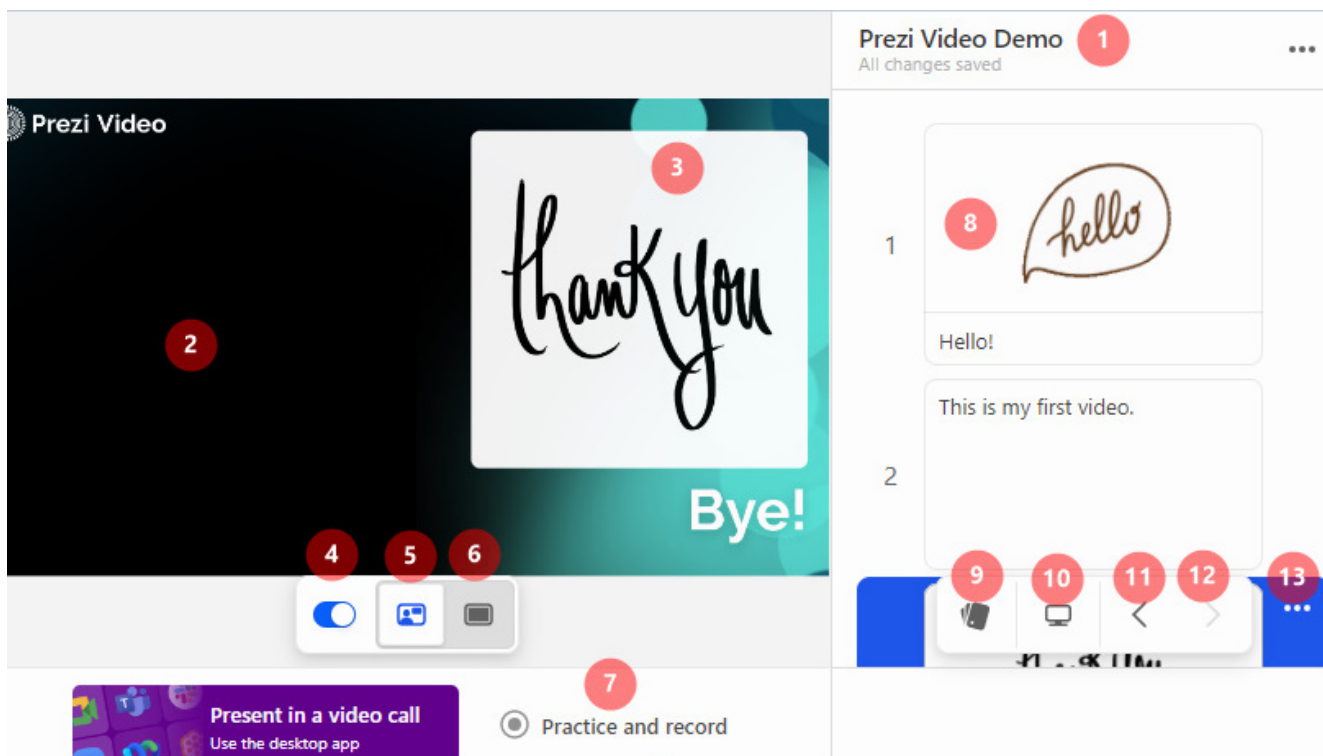 Prezi Video Demo 1
All changes saved
Prezi Video
3
thank you
2
Bye!
4 5 6
8
hello
1
Hello!
This is my first video.
2
9 10 11 12 13
thank you
7
Present in a video call
Use the desktop app
Practice and record